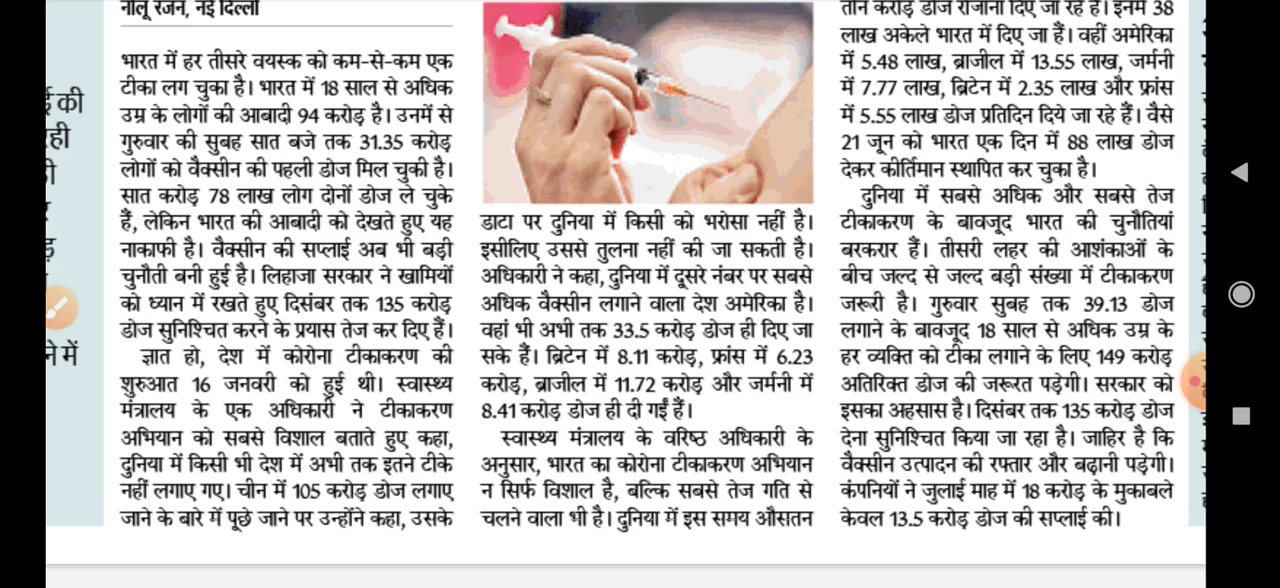 नीलू रंजन, नई दिल्ली
भारत में हर तीसरे वयस्क को कम-से-कम एक
टीका लग चुका है। भारत में 18 साल से अधिक
उम्र के लोगों की आबादी 94 करोड़ है। उनमें से
गुरुवार की सुबह सात बजे तक 31.35 करोड़
लोगों को वैक्सीन की पहली डोज मिल चुकी है।
सात करोड़ 78 लाख लोग दोनों डोज ले चुके
हैं, लेकिन भारत की आबादी को देखते हुए यह
नाकाफी है। वैक्सीन की सप्लाई अब भी बड़ी
चुनौती बनी हुई है। लिहाजा सरकार ने खामियों
को ध्यान में रखते हुए दिसंबर तक 135 करोड़
डोज सुनिश्चित करने के प्रयास तेज कर दिए हैं।
ज्ञात हो, देश में कोरोना टीकाकरण की
शुरुआत 16 जनवरी को हुई थी। स्वास्थ्य
मंत्रालय के एक अधिकारी ने टीकाकरण
अभियान को सबसे विशाल बताते हुए कहा,
दुनिया में किसी भी देश में अभी तक इतने टीके
नहीं लगाए गए। चीन में 105 करोड़ डोज लगाए
जाने के बारे में पूछे जाने पर उन्होंने कहा, उसके
डाटा पर दुनिया में किसी को भरोसा नहीं है।
इसीलिए उससे तुलना नहीं की जा सकती है।
अधिकारी ने कहा, दुनिया में दूसरे नंबर पर सबसे
अधिक वैक्सीन लगाने वाला देश अमेरिका है।
वहां भी अभी तक 33.5 करोड़ डोज ही दिए जा
सके हैं। ब्रिटेन में 8.11 करोड़, फ्रांस में 6.23
करोड़, ब्राजील में 11.72 करोड़ और जर्मनी में
8.41 करोड़ डोज ही दी गईं हैं।
स्वास्थ्य मंत्रालय के वरिष्ठ अधिकारी के
अनुसार, भारत का कोरोना टीकाकरण अभियान
न सिर्फ विशाल है, बल्कि सबसे तेज गति से
चलने वाला भी है। दुनिया में इस समय औसतन
तीन करोड़ डोज रोजाना दिए जा रहे हैं। इनमें 38
लाख अकेले भारत में दिए जा हैं। वहीं अमेरिका
में 5.48 लाख, ब्राजील में 13.55 लाख, जर्मनी
में 7.77 लाख, ब्रिटेन में 2.35 लाख और फ्रांस
में 5.55 लाख डोज प्रतिदिन दिये जा रहे हैं। वैसे
21 जून को भारत एक दिन में 88 लाख डोज
देकर कीर्तिमान स्थापित कर चुका है।
दुनिया में सबसे अधिक और सबसे तेज
टीकाकरण के बावजूद भारत की चुनौतियां
बरकरार हैं। तीसरी लहर की आशंकाओं के
बीच जल्द से जल्द बड़ी संख्या में टीकाकरण
जरूरी है। गुरुवार सुबह तक 39.13 डोज
लगाने के बावजूद 18 साल से अधिक उम्र के
हर व्यक्ति को टीका लगाने के लिए 149 करोड़
अतिरिक्त डोज की जरूरत पड़ेगी। सरकार को
इसका अहसास है। दिसंबर तक 135 करोड़ डोज
देना सुनिश्चित किया जा रहा है। जाहिर है कि
वैक्सीन उत्पादन की रफ्तार और बढ़ानी पड़ेगी।
कंपनियों ने जुलाई माह में 18 करोड़ के मुकाबले
केवल 13.5 करोड़ डोज की सप्लाई की।